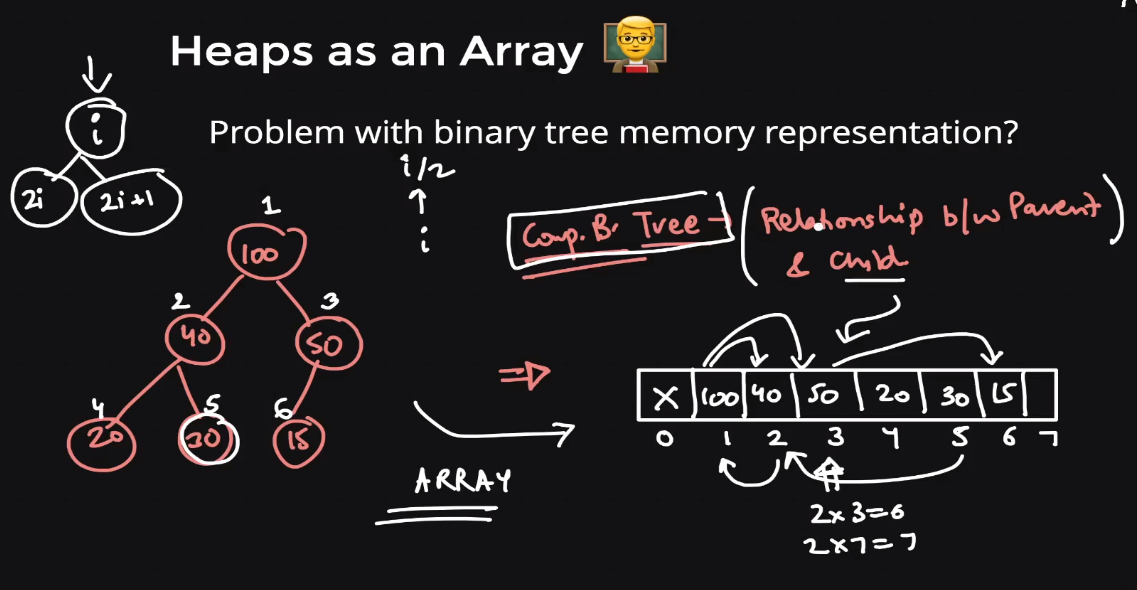 Heaps as an Array
Problem with binary tree memory representation?
i
2i 2i+1
i/2
i
Comp. B. Tree → (Relationship b/w Parent
& Child)
1
100
2 3
40 50
4 5 6
20 30 15
⇒
ARRAY
X 100 40 50 20 30 15
0 1 2 3 4 5 6 7
2x3=6
2x7=7